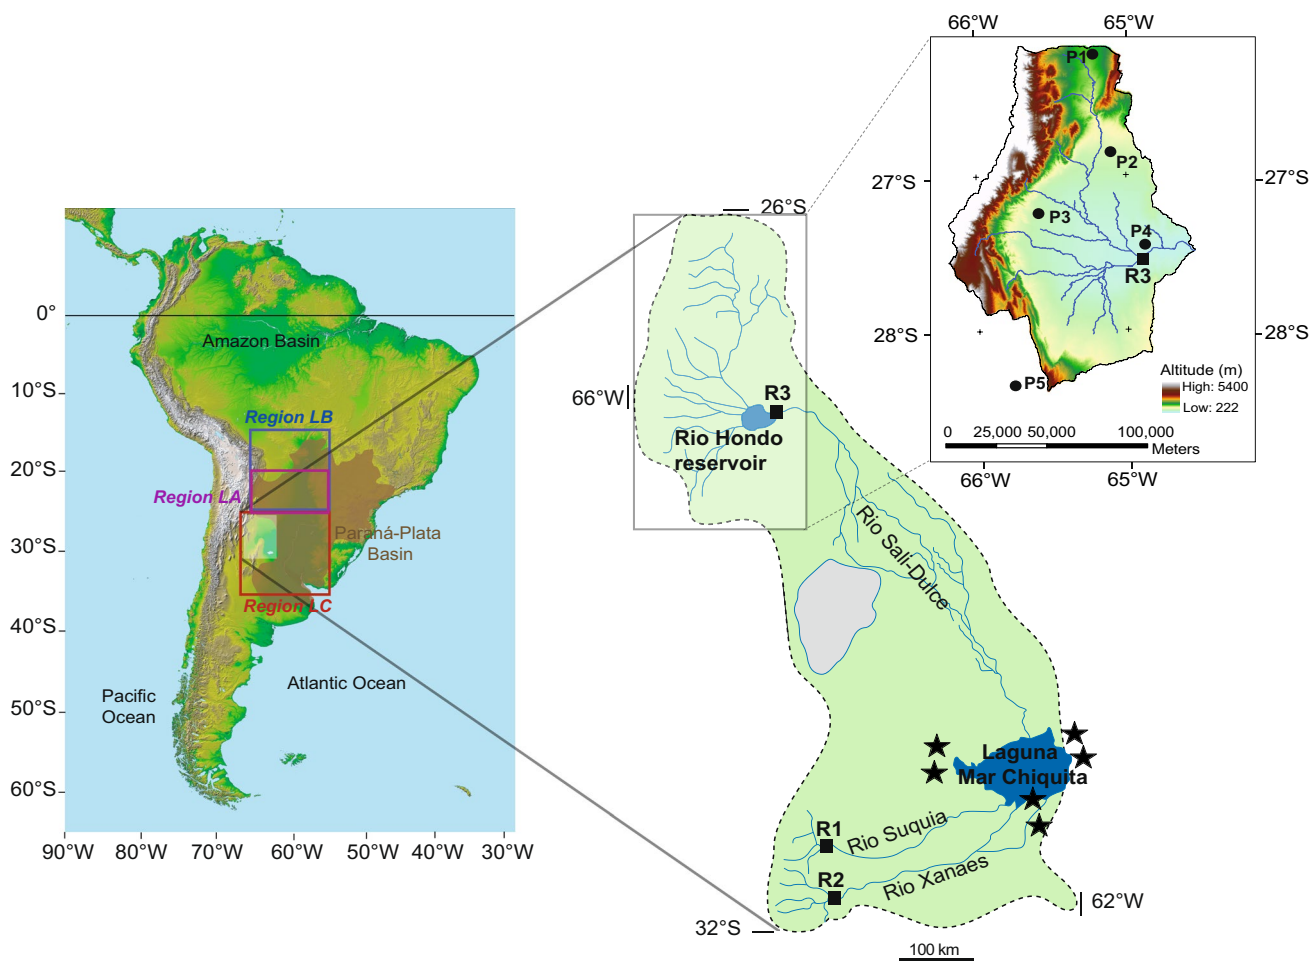 0°
10°S
20°S
30°S
40°S
50°S
60°S
90°W
80°W
70°W
60°W
50°W
40°W
30°W
Amazon Basin
Region LB
Region LA
Paraná-Plata
Basin
Region LC
Atlantic Ocean
Pacific
Ocean
26°S
66°W
R3
Rio Hondo
reservoir
Rio Sali-Dulce
Laguna
Mar Chiquita
R1
Rio Suquia
R2
Rio Xanaes
62°W
32°S
100 km
66°W
65°W
P1
P2
27°S
27°S
P3
P4
R3
28°S
28°S
P5
Altitude (m)
High: 5400
Low: 222
0
25,000
50,000
100,000
Meters
66°W
65°W